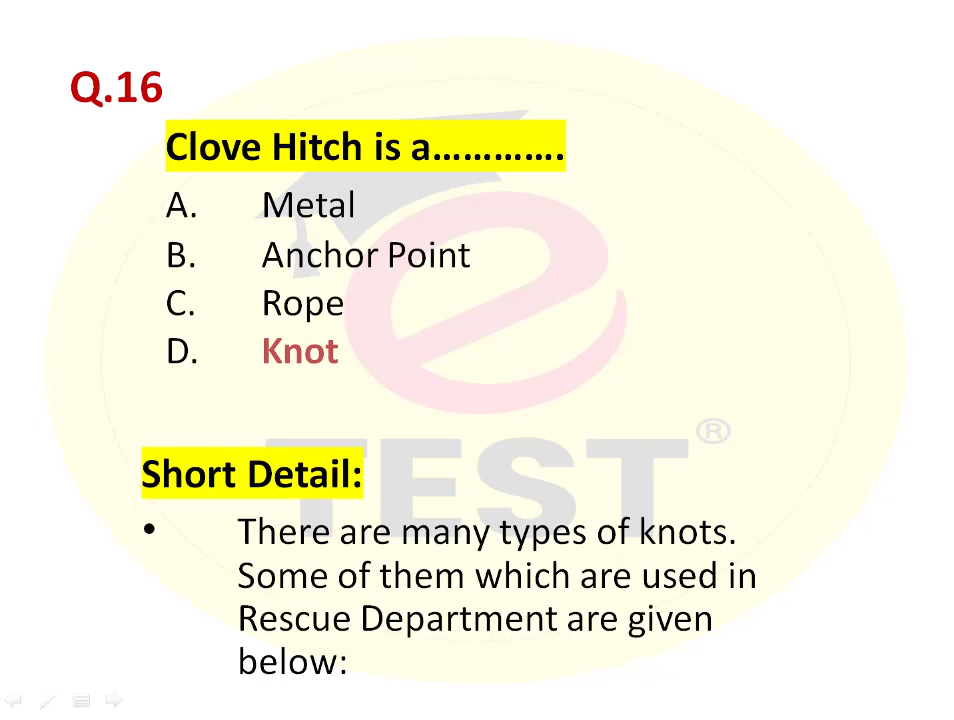 Q.16
Clove Hitch is a………….
A. Metal
B. Anchor Point
C. Rope
D. Knot
Short Detail:
• There are many types of knots.
Some of them which are used in
Rescue Department are given
below:
e
TEST ®